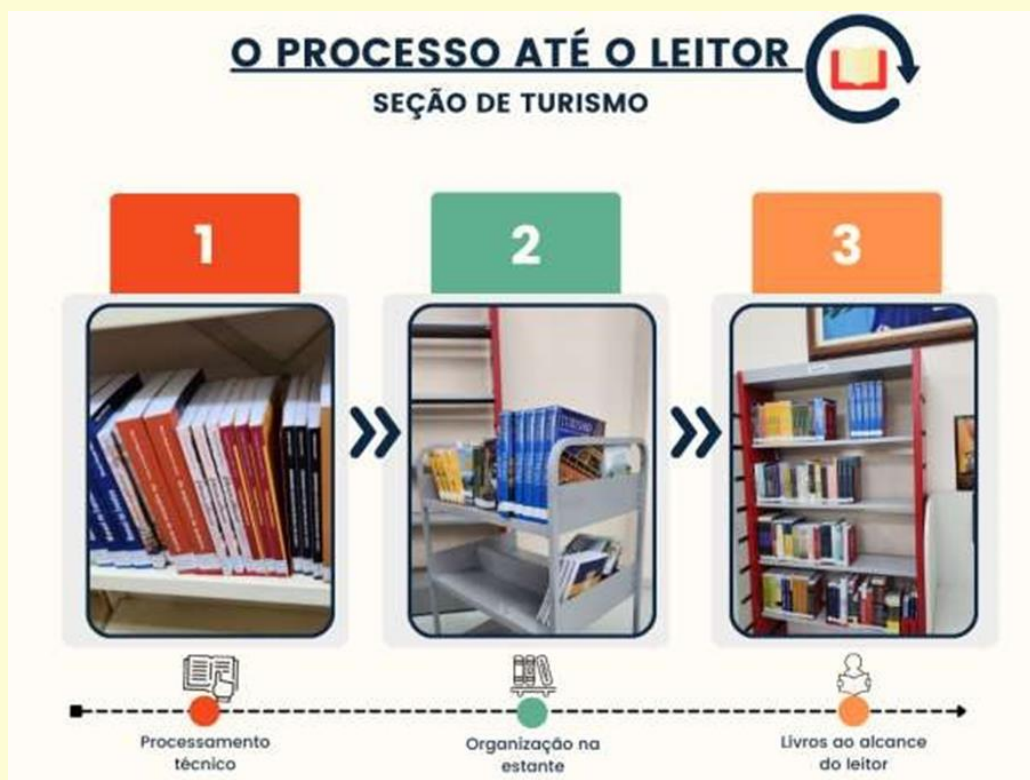 O PROCESSO ATÉ O LEITOR
SEÇÃO DE TURISMO
1
2
3
TURISMO
Processamento
técnico
Organização na
estante
Livros ao alcance
do leitor